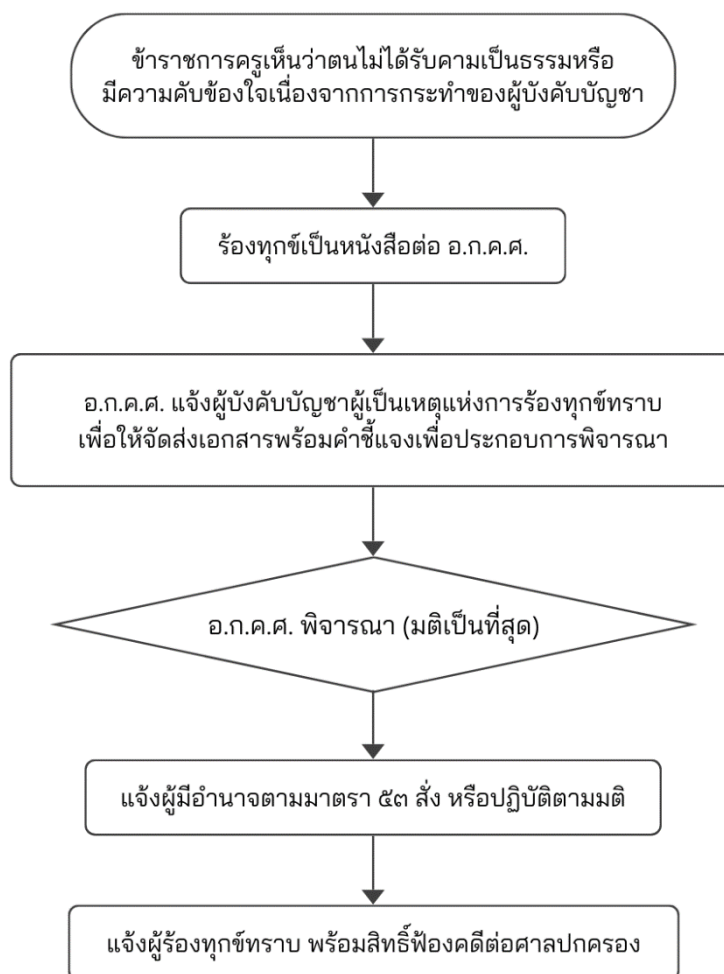 ข้าราชการครูเห็นว่าตนไม่ได้รับคามเป็นธรรมหรือ
มีความคับข้องใจเนื่องจากการกระทำของผู้บังคับบัญชา
ร้องทุกข์เป็นหนังสือต่อ อ.ก.ค.ศ.
อ.ก.ค.ศ. แจ้งผู้บังคับบัญชาผู้เป็นเหตุแห่งการร้องทุกข์ทราบ
เพื่อให้จัดส่งเอกสารพร้อมคำชี้แจงเพื่อประกอบการพิจารณา
อ.ก.ค.ศ. พิจารณา (มติเป็นที่สุด)
แจ้งผู้มีอำนาจตามมาตรา ๕๓ สั่ง หรือปฏิบัติตามมติ
แจ้งผู้ร้องทุกข์ทราบ พร้อมสิทธิ์ฟ้องคดีต่อศาลปกครอง